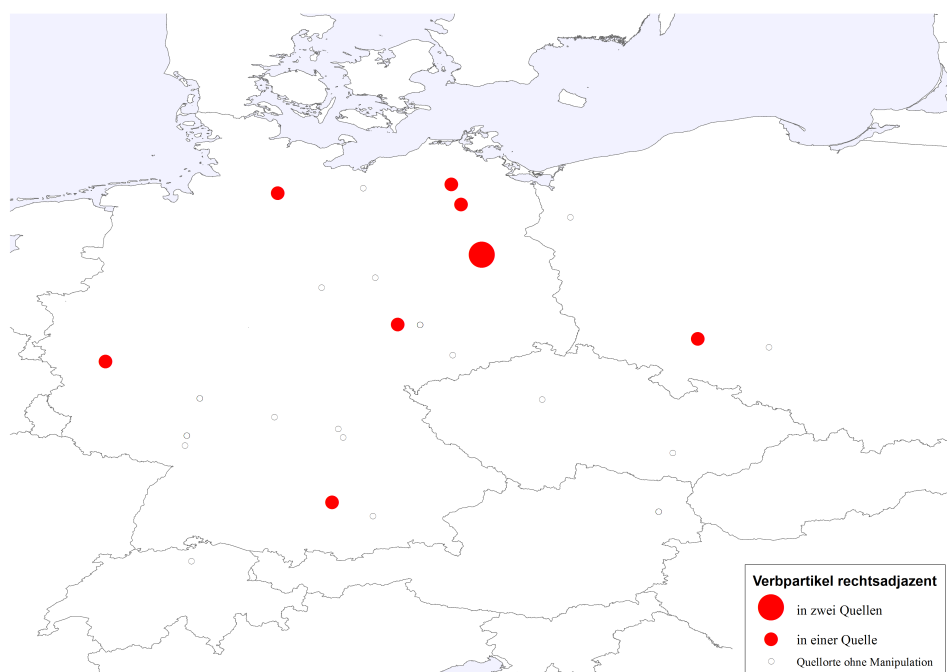 Verbpartikel rechtsadjazent
in zwei Quellen
in einer Quelle
Quellorte ohne Manipulation